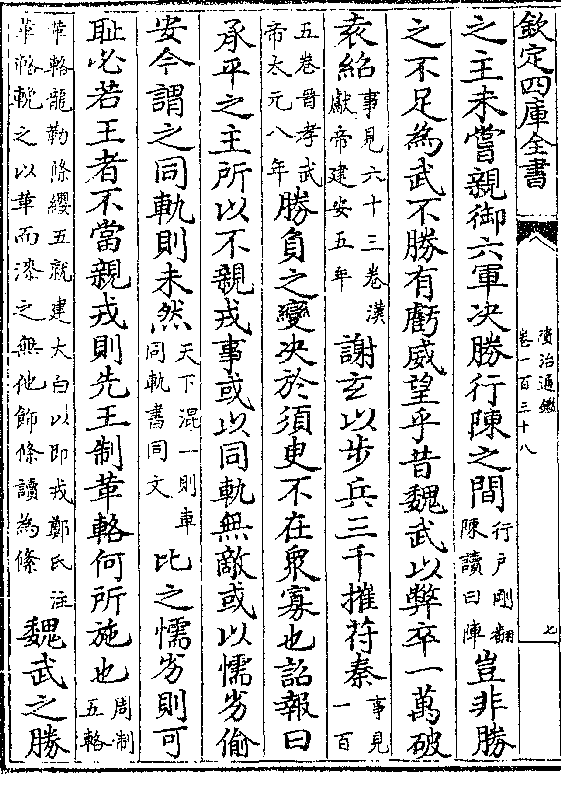 欽定四庫全書
資治通鑑
卷一百三十八
七
之主未嘗親御六軍决勝行陳之間行戶剛翻陳讀曰陣豈非勝
之不足為武不勝有虧威望乎昔魏武以弊卒一萬破
袁紹事見六十三卷漢獻帝建安五年謝玄以步兵三千摧苻秦事見一百
五卷晉孝武帝太元八年勝負之變决於須臾不在衆寡也詔報曰
承平之主所以不親戎事或以同軌無敵或以懦劣偷
安今謂之同軌則未然天下混一則車同軌書同文比之懦劣則可
耻必若王者不當親戎則先王制革輅何所施也周制五輅
革輅龍勒條纓五就建大白以即戎鄭氏注革輅輓之以革而漆之無他飾條讀為絛魏武之勝